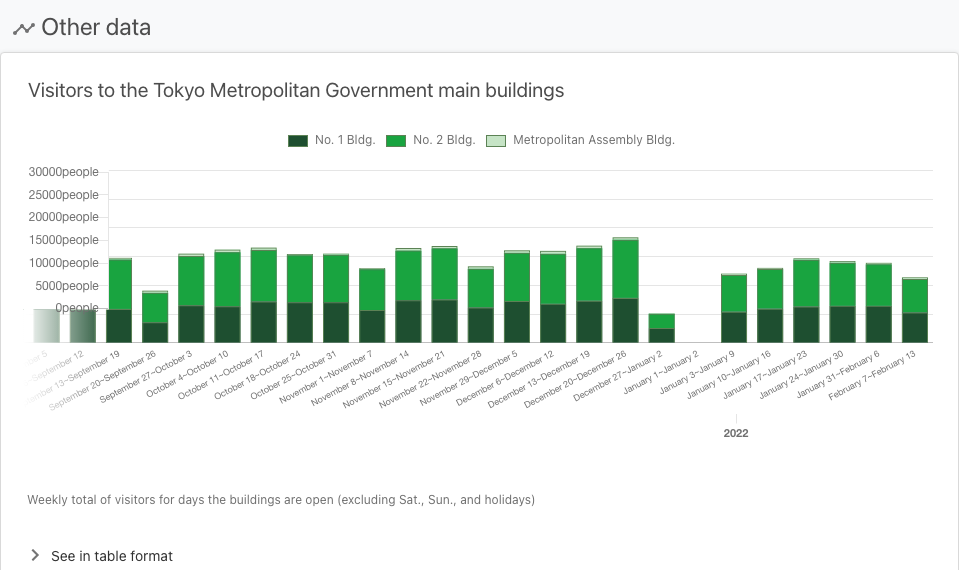 Other data
Visitors to the Tokyo Metropolitan Government main buildings
No. 1 Bldg. No. 2 Bldg. Metropolitan Assembly Bldg.
30000people
25000people
20000people
15000people
10000people
5000people
0people
September 12
September 19
September 20~September 26
September 27~October 3
October 4~October 10
October 11~October 17
October 18~October 24
October 25~October 31
November 1~November 7
November 8~November 14
November 15~November 21
November 22~November 28
November 29~December 5
December 6~December 12
December 13~December 19
December 20~December 26
December 27~January 2
January 1~January 2
January 3~January 9
January 10~January 16
January 17~January 23
January 24~January 30
January 31~February 6
February 7~February 13
2022
Weekly total of visitors for days the buildings are open (excluding Sat., Sun., and holidays)
See in table format